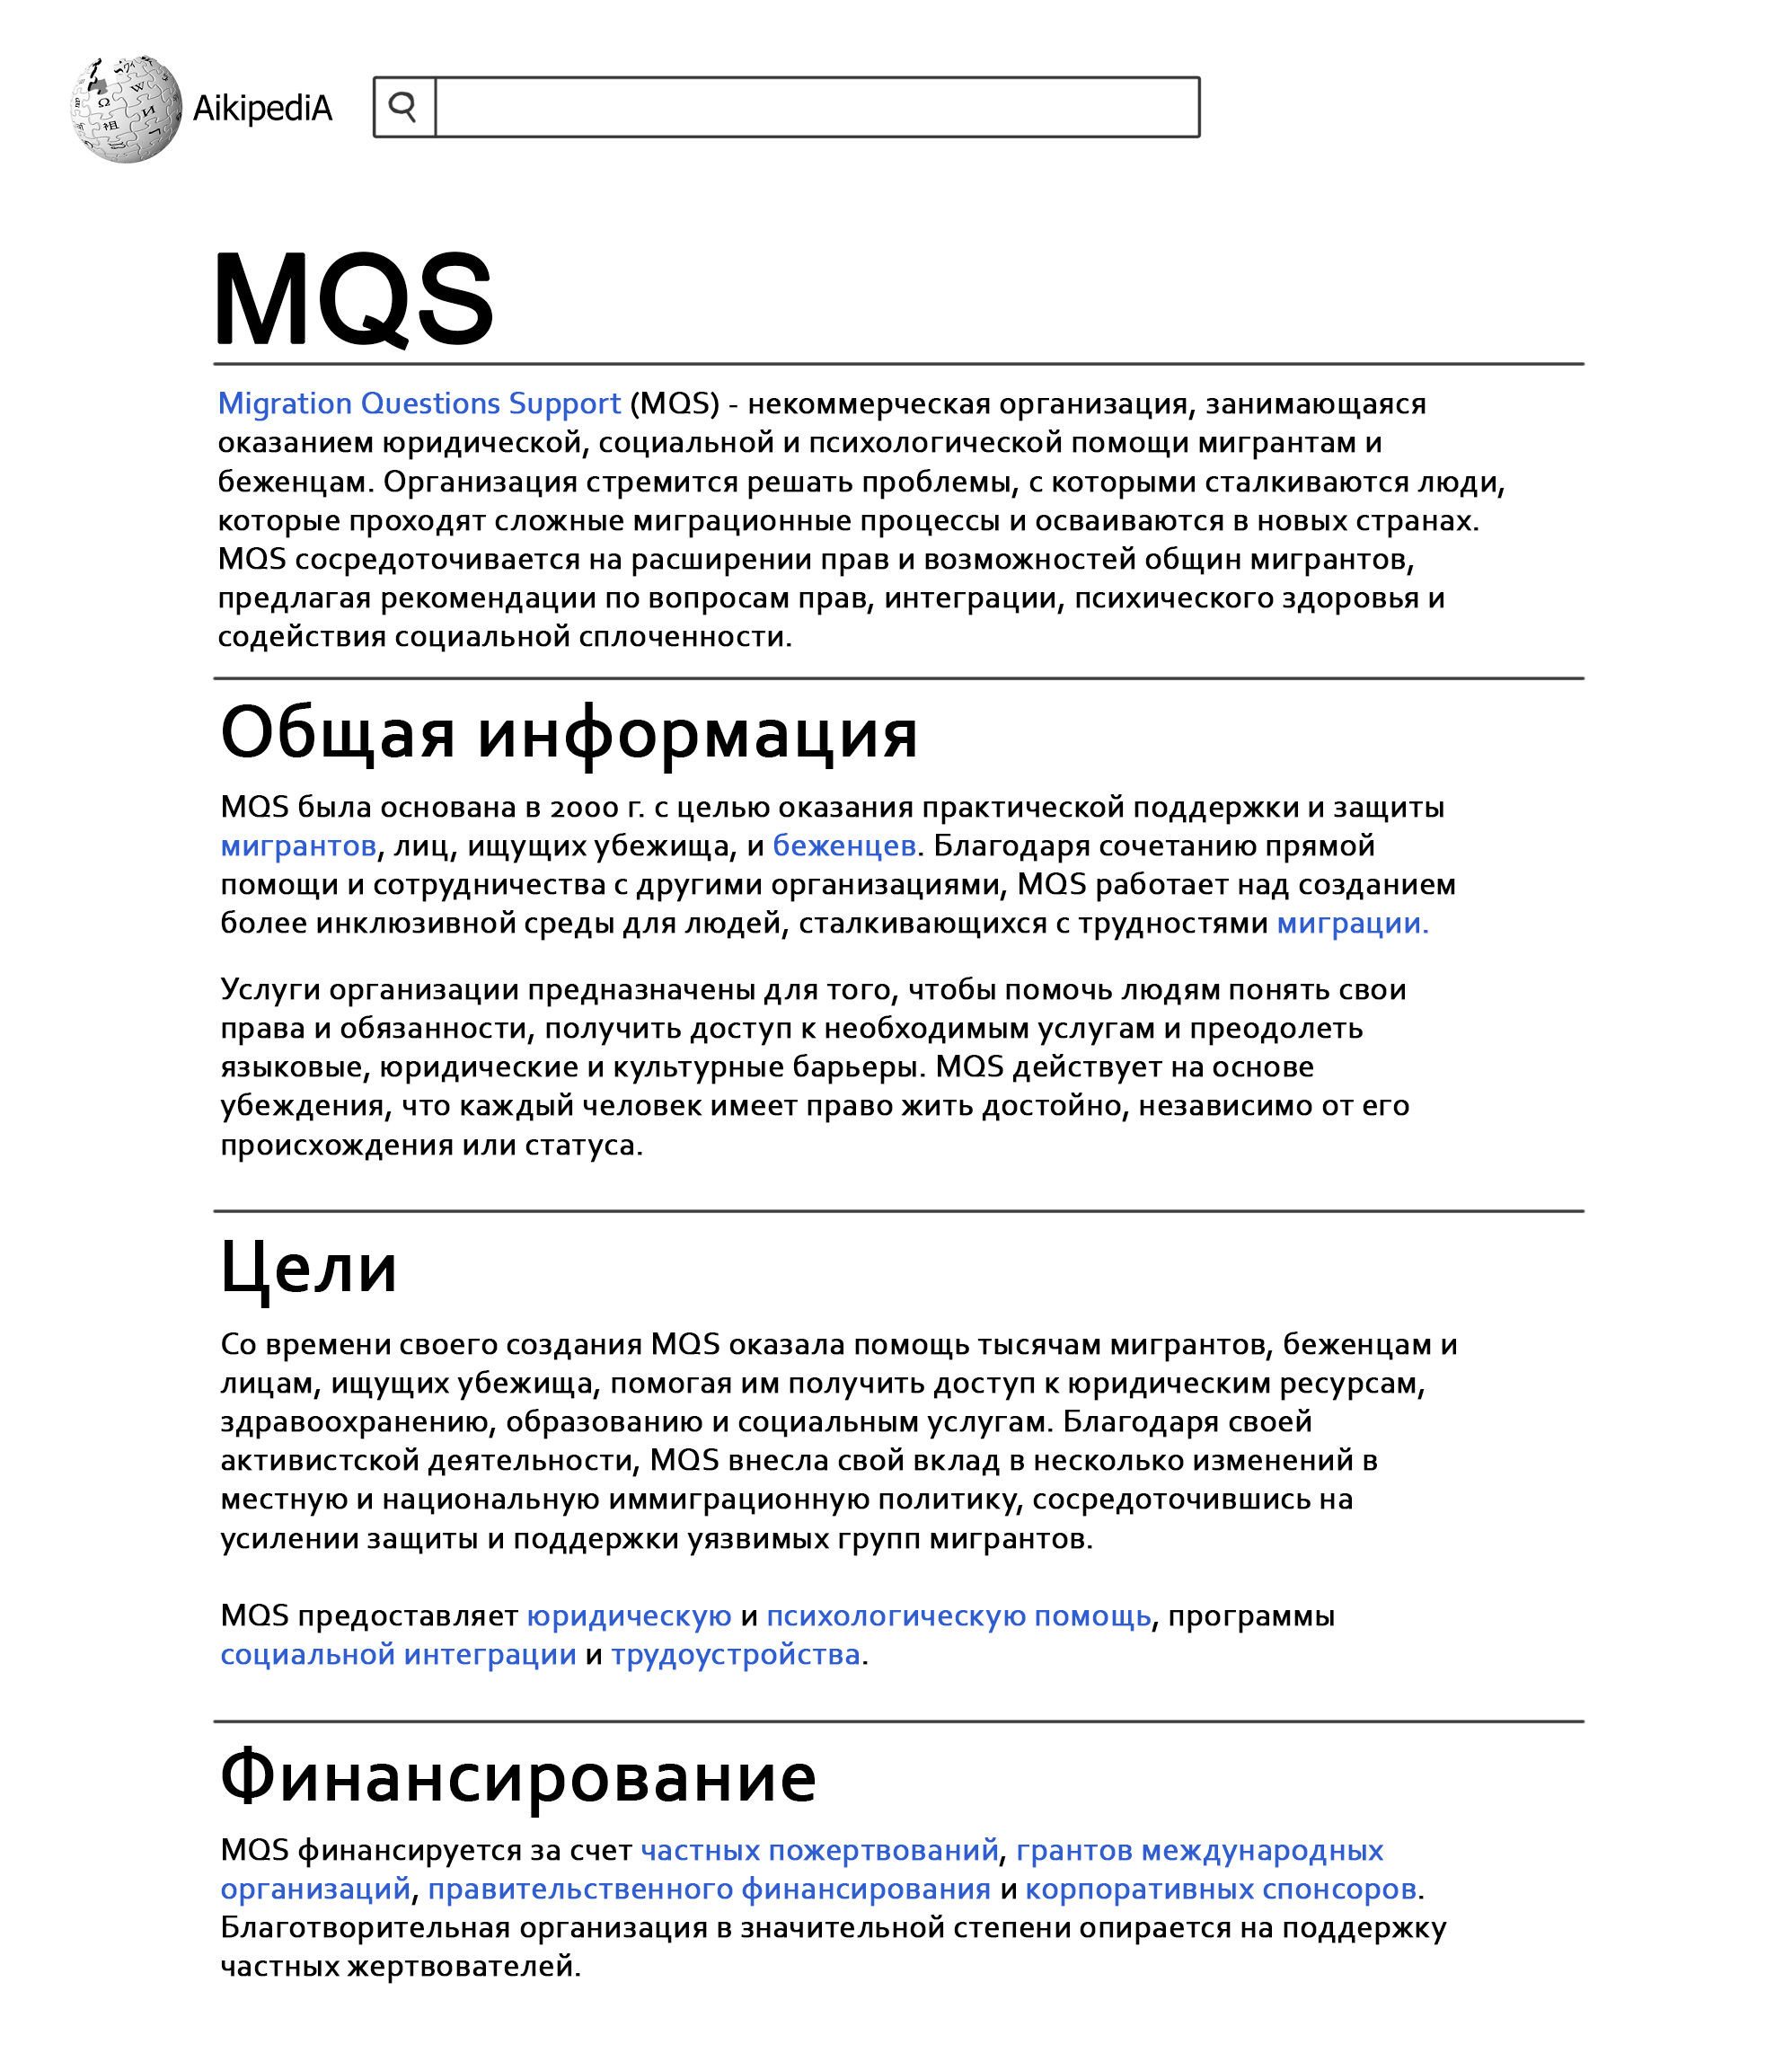 AikipediA
MQS
Migration Questions Support (MQS) - некоммерческая организация, занимающаяся
оказанием юридической, социальной и психологической помощи мигрантам и
беженцам. Организация стремится решать проблемы, с которыми сталкиваются люди,
которые проходят сложные миграционные процессы и осваиваются в новых странах.
MQS сосредоточивается на расширении прав и возможностей общин мигрантов,
предлагая рекомендации по вопросам прав, интеграции, психического здоровья и
содействия социальной сплоченности.
Общая информация
MQS была основана в 2000 г. с целью оказания практической поддержки и защиты
мигрантов, лиц, ищущих убежища, и беженцев. Благодаря сочетанию прямой
помощи и сотрудничества с другими организациями, MQS работает над созданием
более инклюзивной среды для людей, сталкивающихся с трудностями миграции.
Услуги организации предназначены для того, чтобы помочь людям понять свои
права и обязанности, получить доступ к необходимым услугам и преодолеть
языковые, юридические и культурные барьеры. MQS действует на основе
убеждения, что каждый человек имеет право жить достойно, независимо от его
происхождения или статуса.
Цели
Со времени своего создания MQS оказала помощь тысячам мигрантов, беженцам и
лицам, ищущих убежища, помогая им получить доступ к юридическим ресурсам,
здравоохранению, образованию и социальным услугам. Благодаря своей
активистской деятельности, MQS внесла свой вклад в несколько изменений в
местную и национальную иммиграционную политику, сосредоточившись на
усилении защиты и поддержки уязвимых групп мигрантов.
MQS предоставляет юридическую и психологическую помощь, программы
социальной интеграции и трудоустройства.
Финансирование
MQS финансируется за счет частных пожертвований, грантов международных
организаций, правительственного финансирования и корпоративных спонсоров.
Благотворительная организация в значительной степени опирается на поддержку
частных жертвователей.